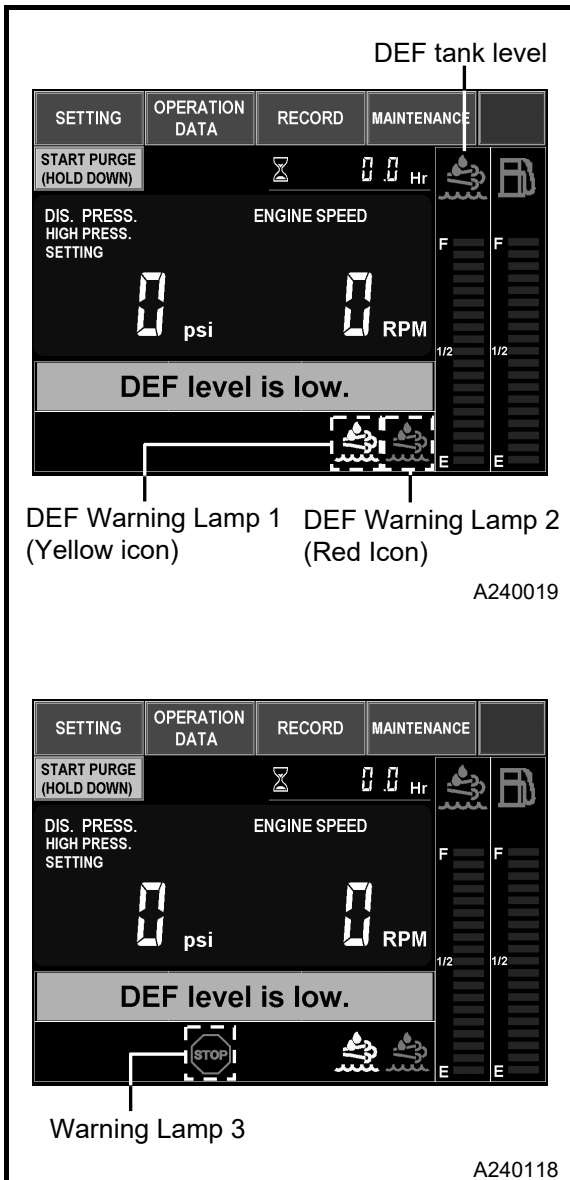 DEF tank level
SETTING
OPERATION
DATA
RECORD
MAINTENANCE
START PURGE
(HOLD DOWN)
0.0 Hr
DIS. PRESS.
HIGH PRESS.
SETTING
ENGINE SPEED
0 psi
0 RPM
F
F
1/2
1/2
E
E
DEF level is low.
DEF Warning Lamp 1
(Yellow icon)
DEF Warning Lamp 2
(Red Icon)
A240019
SETTING
OPERATION
DATA
RECORD
MAINTENANCE
START PURGE
(HOLD DOWN)
0.0 Hr
DIS. PRESS.
HIGH PRESS.
SETTING
ENGINE SPEED
0 psi
0 RPM
F
F
1/2
1/2
E
E
DEF level is low.
STOP
Warning Lamp 3
A240118